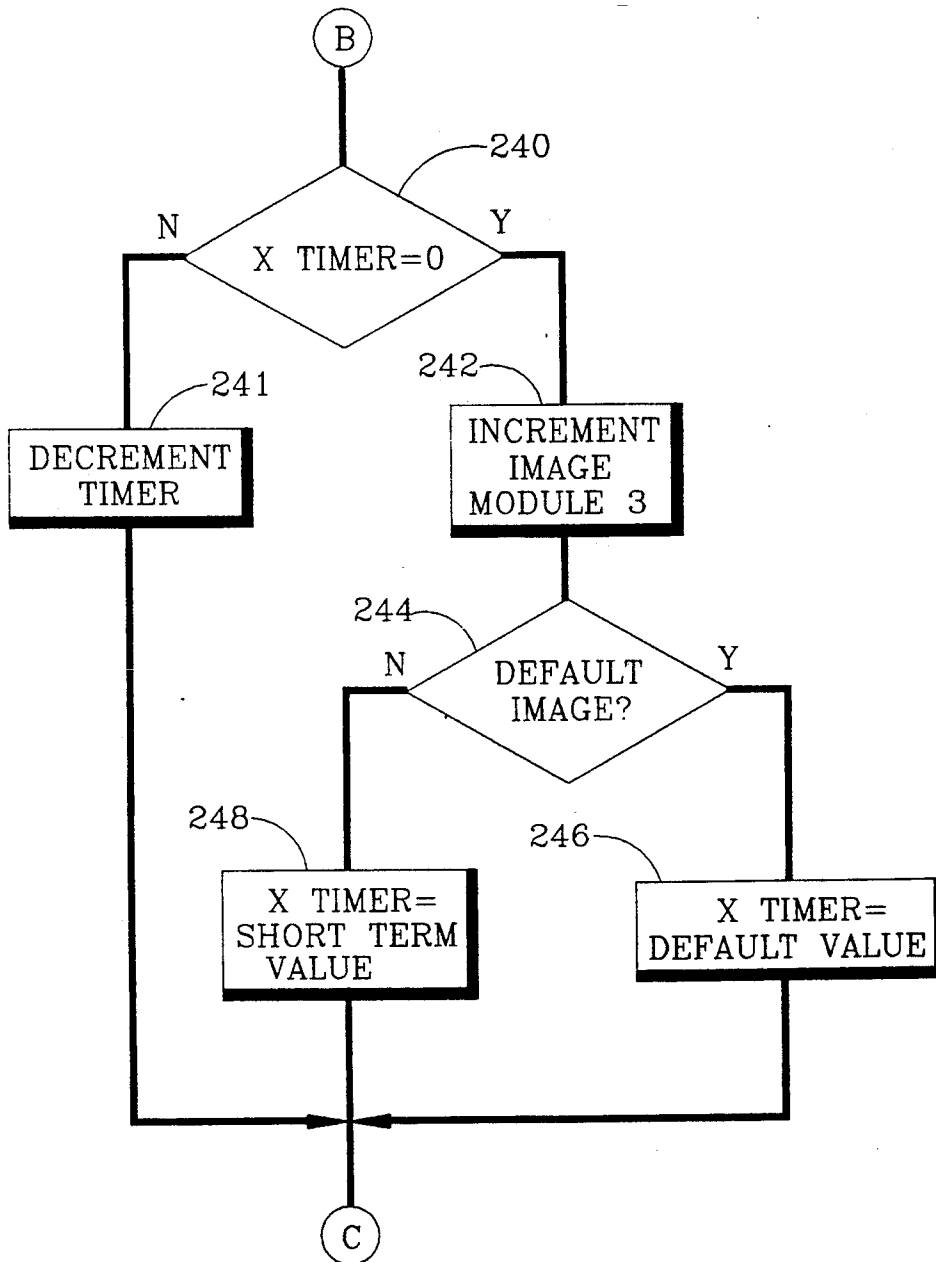 B
240
N
Y
X TIMER=0
241
242
DECREMENT
TIMER
INCREMENT
IMAGE
MODULE 3
244
N
Y
DEFAULT
IMAGE?
248
246
X TIMER=
SHORT TERM
VALUE
X TIMER=
DEFAULT VALUE
C